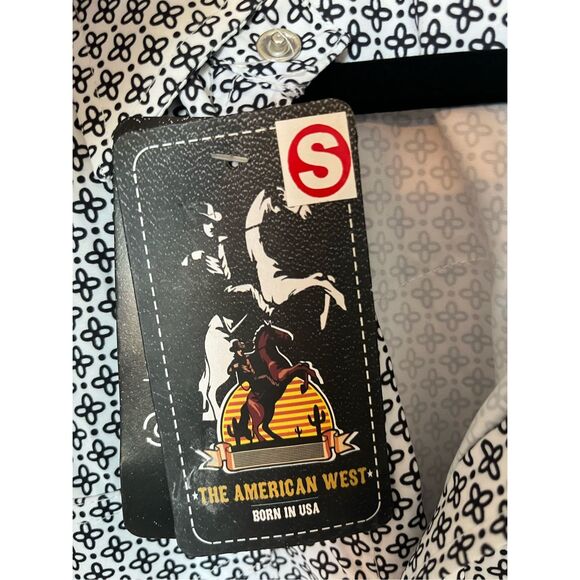 S
THE AMERICAN WEST
BORN IN USA